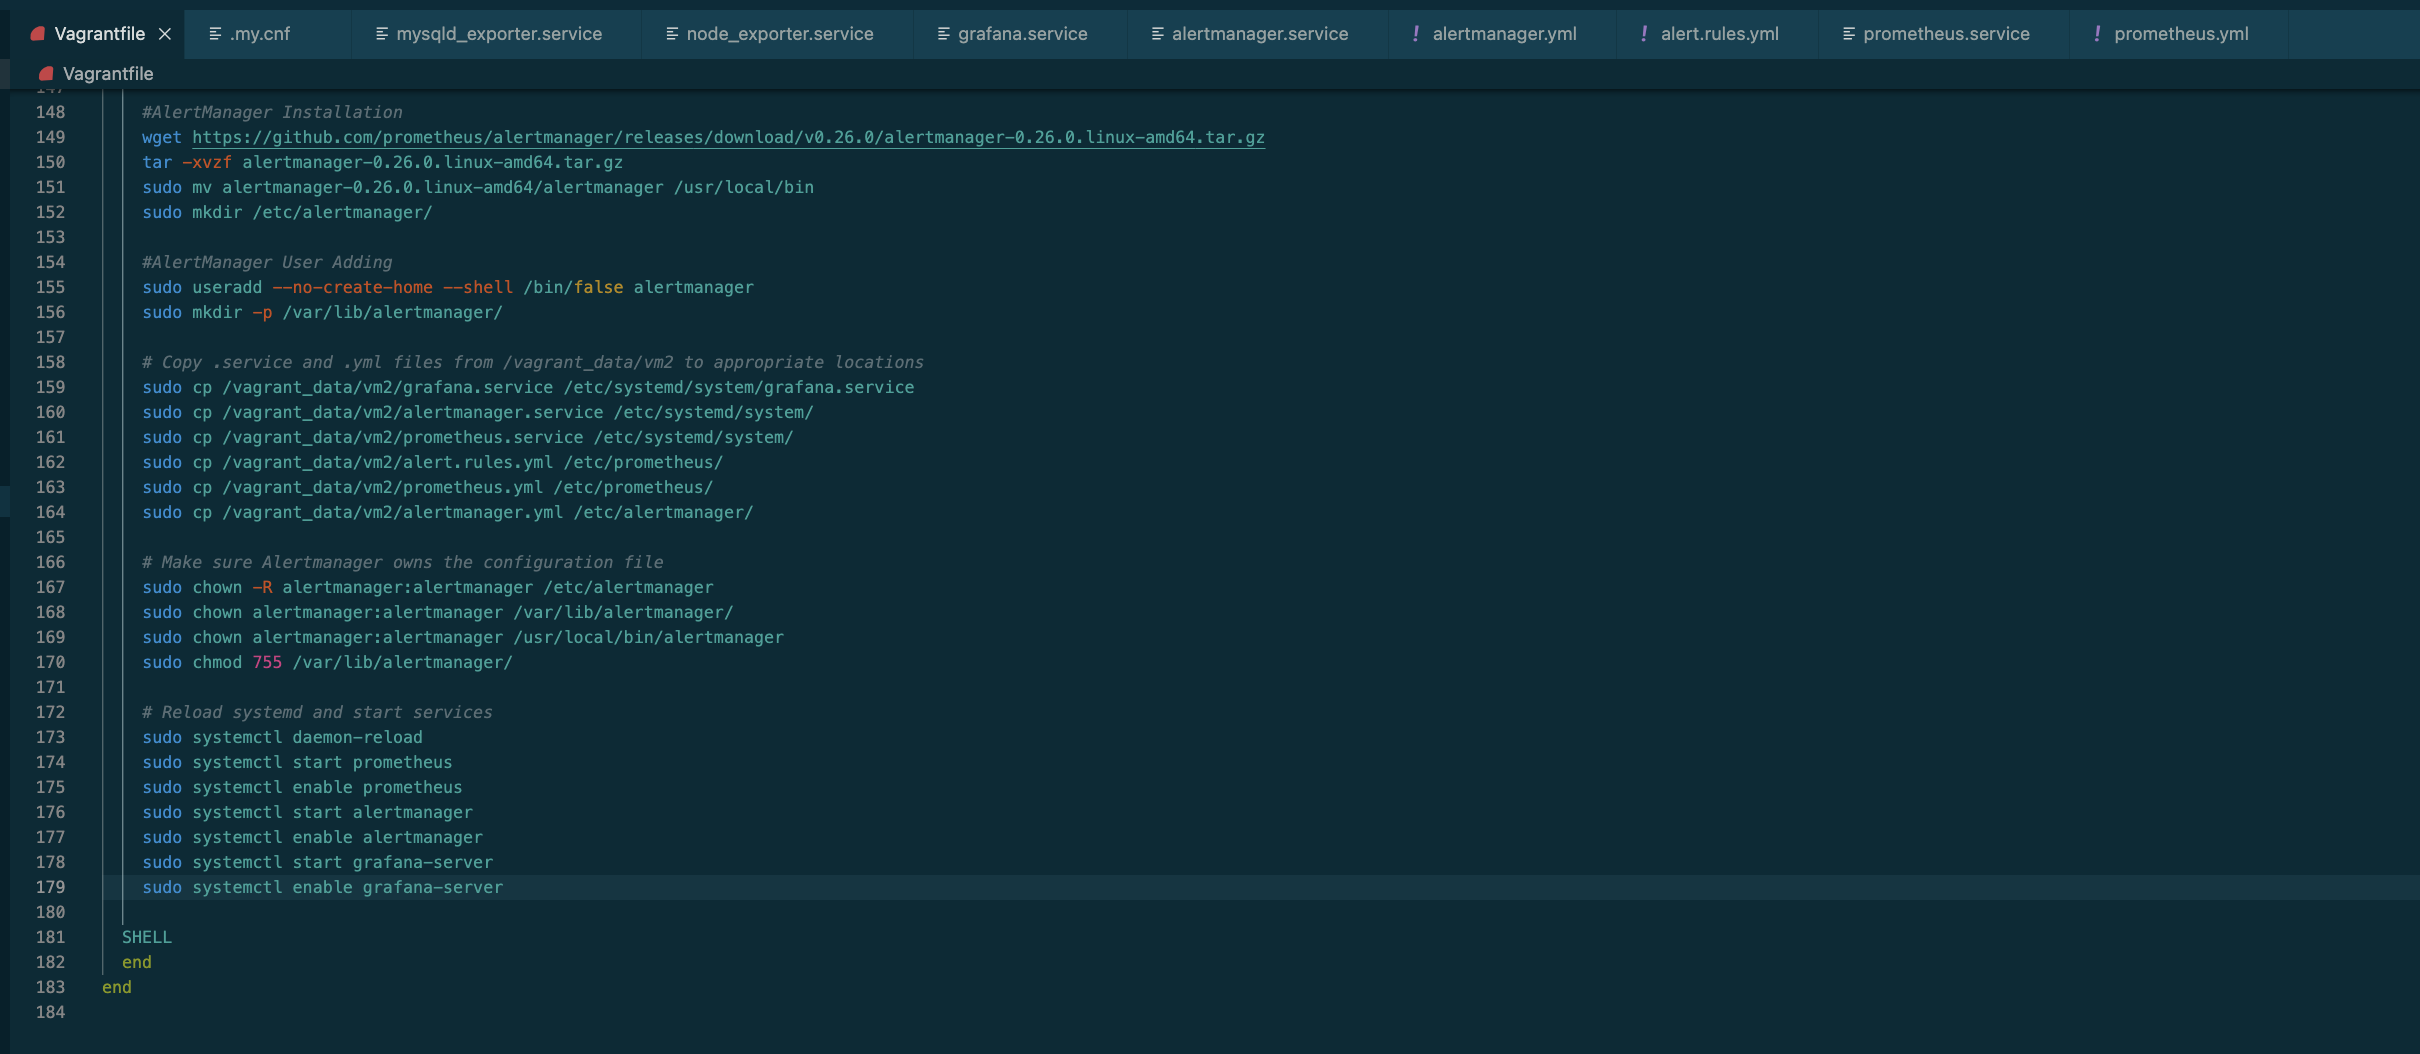 Vagrantfile
.my.cnf
mysqld_exporter.service
node_exporter.service
grafana.service
alertmanager.service
! alertmanager.yml
! alert.rules.yml
prometheus.service
! prometheus.yml
Vagrantfile
147
148 #AlertManager Installation
149 wget https://github.com/prometheus/alertmanager/releases/download/v0.26.0/alertmanager-0.26.0.linux-amd64.tar.gz
150 tar -xvzf alertmanager-0.26.0.linux-amd64.tar.gz
151 sudo mv alertmanager-0.26.0.linux-amd64/alertmanager /usr/local/bin
152 sudo mkdir /etc/alertmanager/
153
154 #AlertManager User Adding
155 sudo useradd --no-create-home --shell /bin/false alertmanager
156 sudo mkdir -p /var/lib/alertmanager/
157
158 # Copy .service and .yml files from /vagrant_data/vm2 to appropriate locations
159 sudo cp /vagrant_data/vm2/grafana.service /etc/systemd/system/grafana.service
160 sudo cp /vagrant_data/vm2/alertmanager.service /etc/systemd/system/
161 sudo cp /vagrant_data/vm2/prometheus.service /etc/systemd/system/
162 sudo cp /vagrant_data/vm2/alert.rules.yml /etc/prometheus/
163 sudo cp /vagrant_data/vm2/prometheus.yml /etc/prometheus/
164 sudo cp /vagrant_data/vm2/alertmanager.yml /etc/alertmanager/
165
166 # Make sure Alertmanager owns the configuration file
167 sudo chown -R alertmanager:alertmanager /etc/alertmanager
168 sudo chown alertmanager:alertmanager /var/lib/alertmanager/
169 sudo chown alertmanager:alertmanager /usr/local/bin/alertmanager
170 sudo chmod 755 /var/lib/alertmanager/
171
172 # Reload systemd and start services
173 sudo systemctl daemon-reload
174 sudo systemctl start prometheus
175 sudo systemctl enable prometheus
176 sudo systemctl start alertmanager
177 sudo systemctl enable alertmanager
178 sudo systemctl start grafana-server
179 sudo systemctl enable grafana-server
180
181 SHELL
182 end
183 end
184